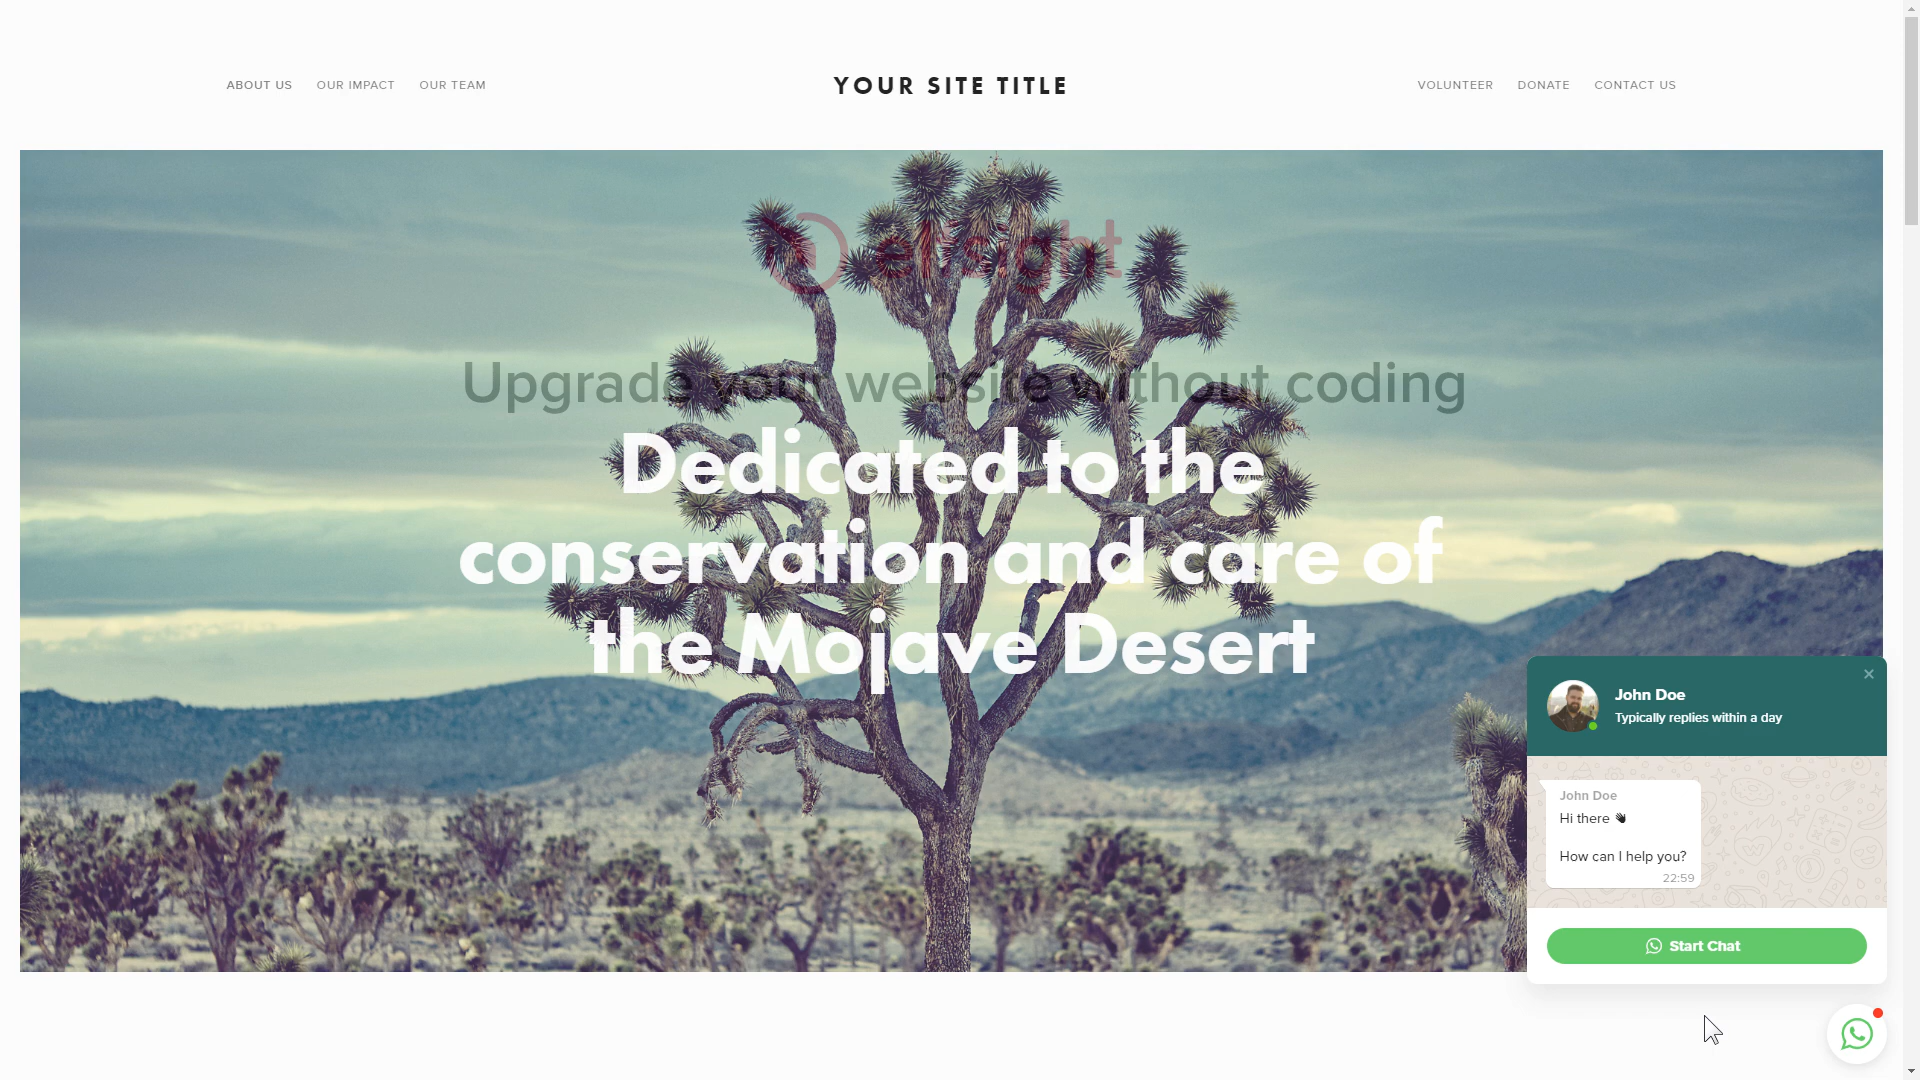 ABOUT US OUR IMPACT OUR TEAM YOUR SITE TITLE VOLUNTEER DONATE CONTACT US
elfsight
Upgrade your website without coding
Dedicated to the
conservation and care of
the Mojave Desert
John Doe
Typically replies within a day
John Doe
Hi there 👋
How can I help you?
22:59
Start Chat